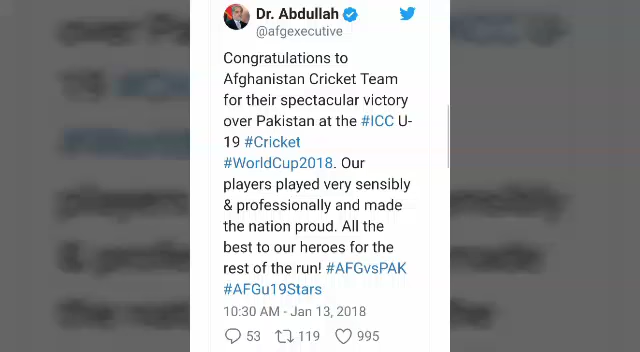 Dr. Abdullah
@afgexecutive
Congratulations to
Afghanistan Cricket Team
for their spectacular victory
over Pakistan at the #ICC U-
19 #Cricket
#WorldCup2018. Our
players played very sensibly
& professionally and made
the nation proud. All the
best to our heroes for the
rest of the run! #AFGvsPAK
#AFGu19Stars
10:30 AM - Jan 13, 2018
53 119 995